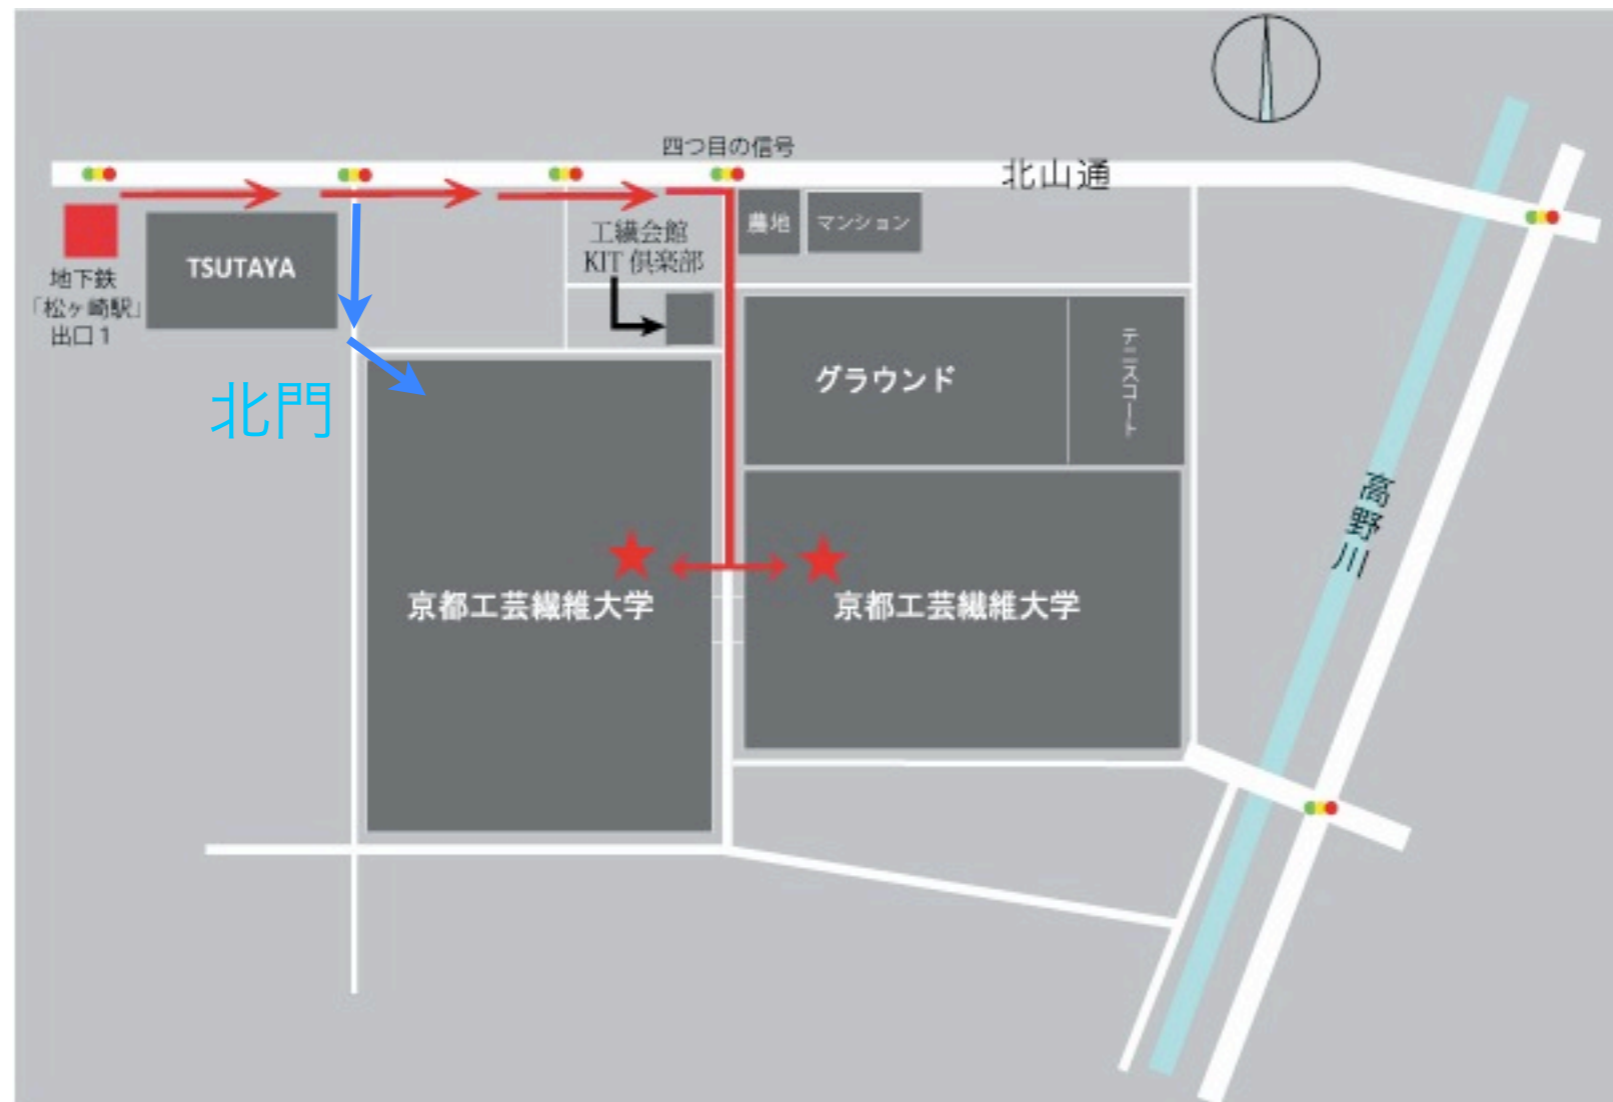 四つ目の信号
北山通
地下鉄
「松ヶ崎駅」
出口1
TSUTAYA
工繊会館
KIT 倶楽部
農地
マンション
北門
グラウンド
テニスコート
高野川
京都工芸繊維大学
京都工芸繊維大学